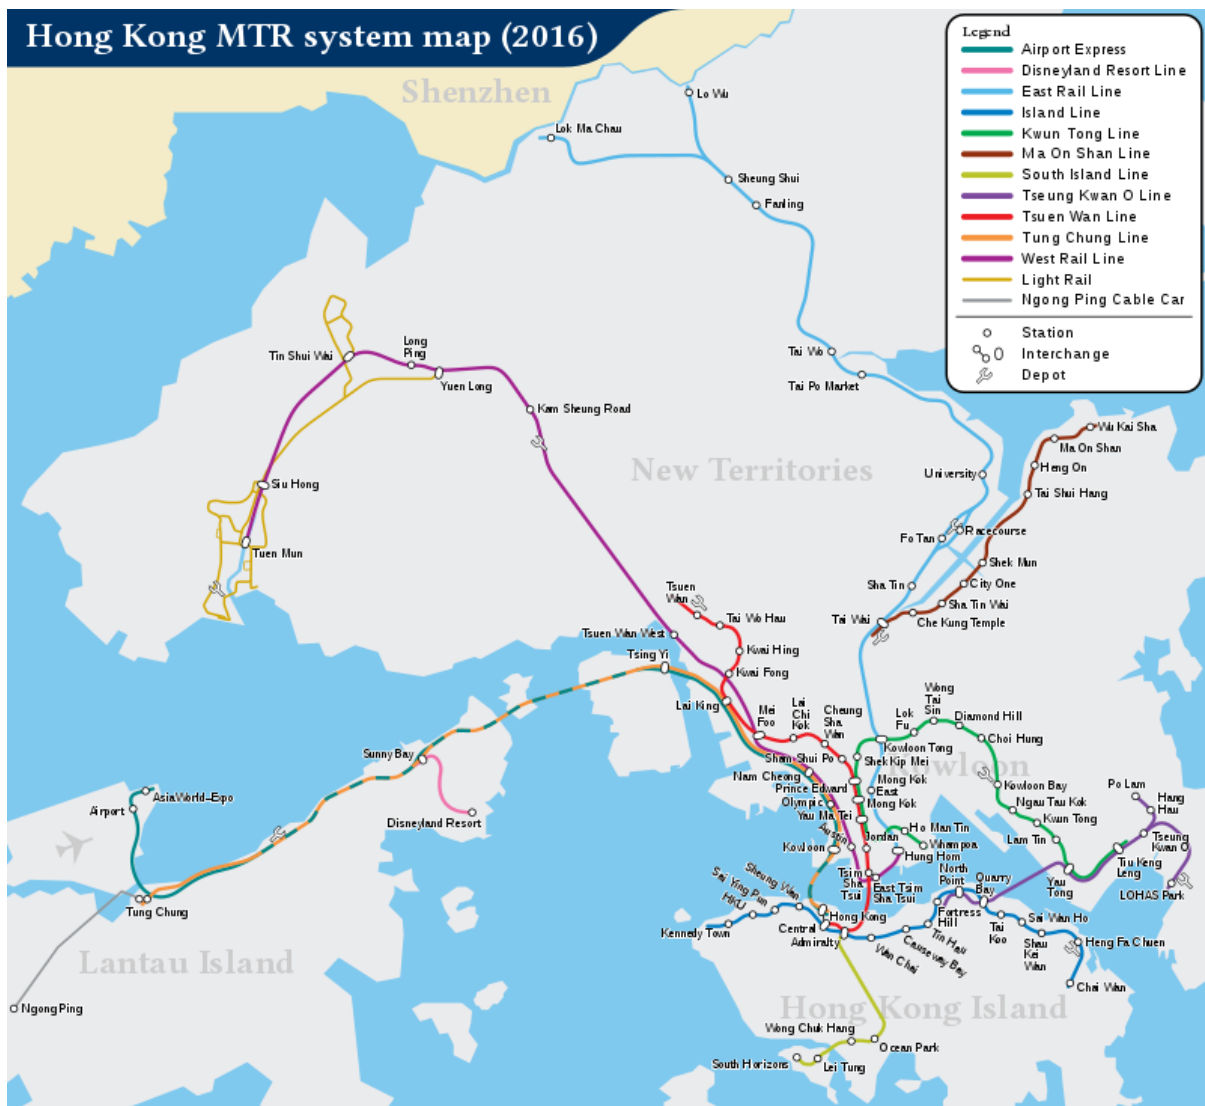 Hong Kong MTR system map (2016)
Legend
Airport Express
Disneyland Resort Line
East Rail Line
Island Line
Kwun Tong Line
Ma On Shan Line
South Island Line
Tseung Kwan O Line
Tsuen Wan Line
Tung Chung Line
West Rail Line
Light Rail
Ngong Ping Cable Car
Station
Interchange
Depot
Shenzhen
Lo Wu
Lok Ma Chau
Sheung Shui
Fanling
Tai Wo
Tai Po Market
Long
Ping
Tin Shui Wai
Yuen Long
Kam Sheung Road
Wu Kai Sha
Ma On Shan
Heng On
Tai Shui Hang
New Territories
University
Siu Hong
Racecourse
Fo Tan
Tuen Mun
Shek Mun
City One
Sha Tin
Sha Tin Wai
Tai Wai
Che Kung Temple
Tsuen
Wan
Tai Wo Hau
Tsuen Wan West
Kwai Hing
Tsing Yi
Kwai Fong
Lai King
Mei
Foo
Lai
Chi
Kok
Cheung
Sha
Wan
Lok
Fu
Wong
Tai
Sin
Diamond Hill
Choi Hung
Kowloon Tong
Sunny Bay
Sham Shui Po
Shek Kip Mei
Kowloon
Nam Cheong
Prince Edward
Mong Kok
East
Kowloon Bay
Po Lam
Hang
Hau
Asia World-Expo
Airport
Olympic
Mong Kok
Ngau Tau Kok
Disneyland Resort
Yau Ma Tei
Kwun Tong
Ho Man Tin
Austin
Jordan
Lam Tin
Whampoa
Tseung
Kwan O
Kowloon
Hung Hom
Tiu Keng
Leng
Sheung Wan
Sai Ying Pun
HKU
Tsim
Sha
Tsui
East Tsim
Sha Tsui
North
Point
Quarry
Bay
Yau
Tong
LOHAS Park
Tung Chung
Hong Kong
Fortress
Hill
Kennedy Town
Central
Admiralty
Wan Chai
Causeway Bay
Tin Hau
Tai
Koo
Sai Wan Ho
Shau
Kei
Wan
Heng Fa Chuen
Chai Wan
Lantau Island
Ngong Ping
Hong Kong Island
Wong Chuk Hang
Ocean Park
South Horizons
Lei Tung